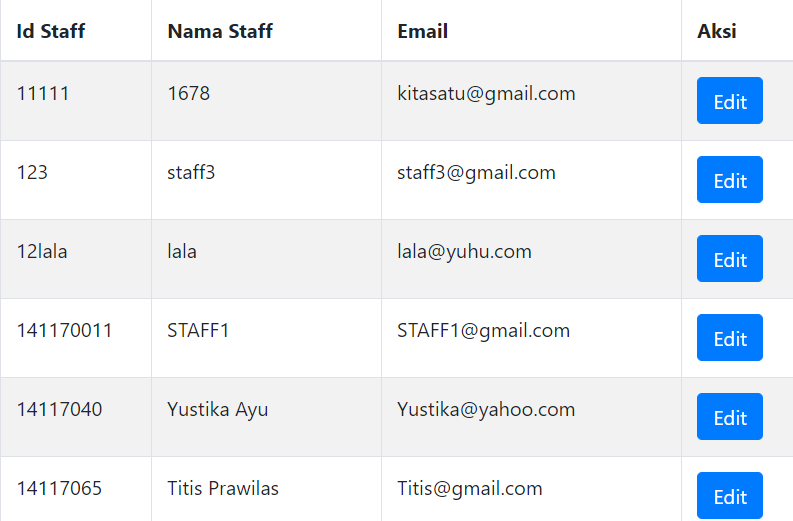 Id Staff Nama Staff Email Aksi
11111 1678 kitasatu@gmail.com Edit
123 staff3 staff3@gmail.com Edit
12lala lala lala@yuhu.com Edit
141170011 STAFF1 STAFF1@gmail.com Edit
14117040 Yustika Ayu Yustika@yahoo.com Edit
14117065 Titis Prawilas Titis@gmail.com Edit